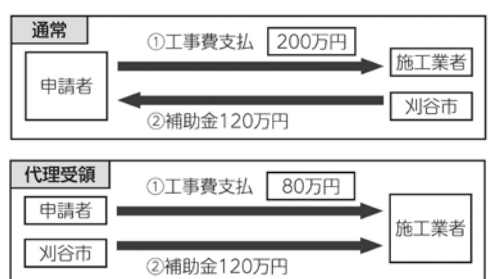 通常
①工事費支払 200万円
申請者
施工業者
刈谷市
②補助金120万円
代理受領
①工事費支払 80万円
申請者
施工業者
刈谷市
②補助金120万円